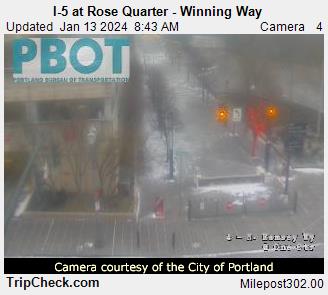 I-5 at Rose Quarter - Winning Way
Updated Jan 13 2024 8:43 AM Camera 4
PBOT
PORTLAND BUREAU OF TRANSPORTATION
Camera courtesy of the City of Portland
TripCheck.com Milepost302.00